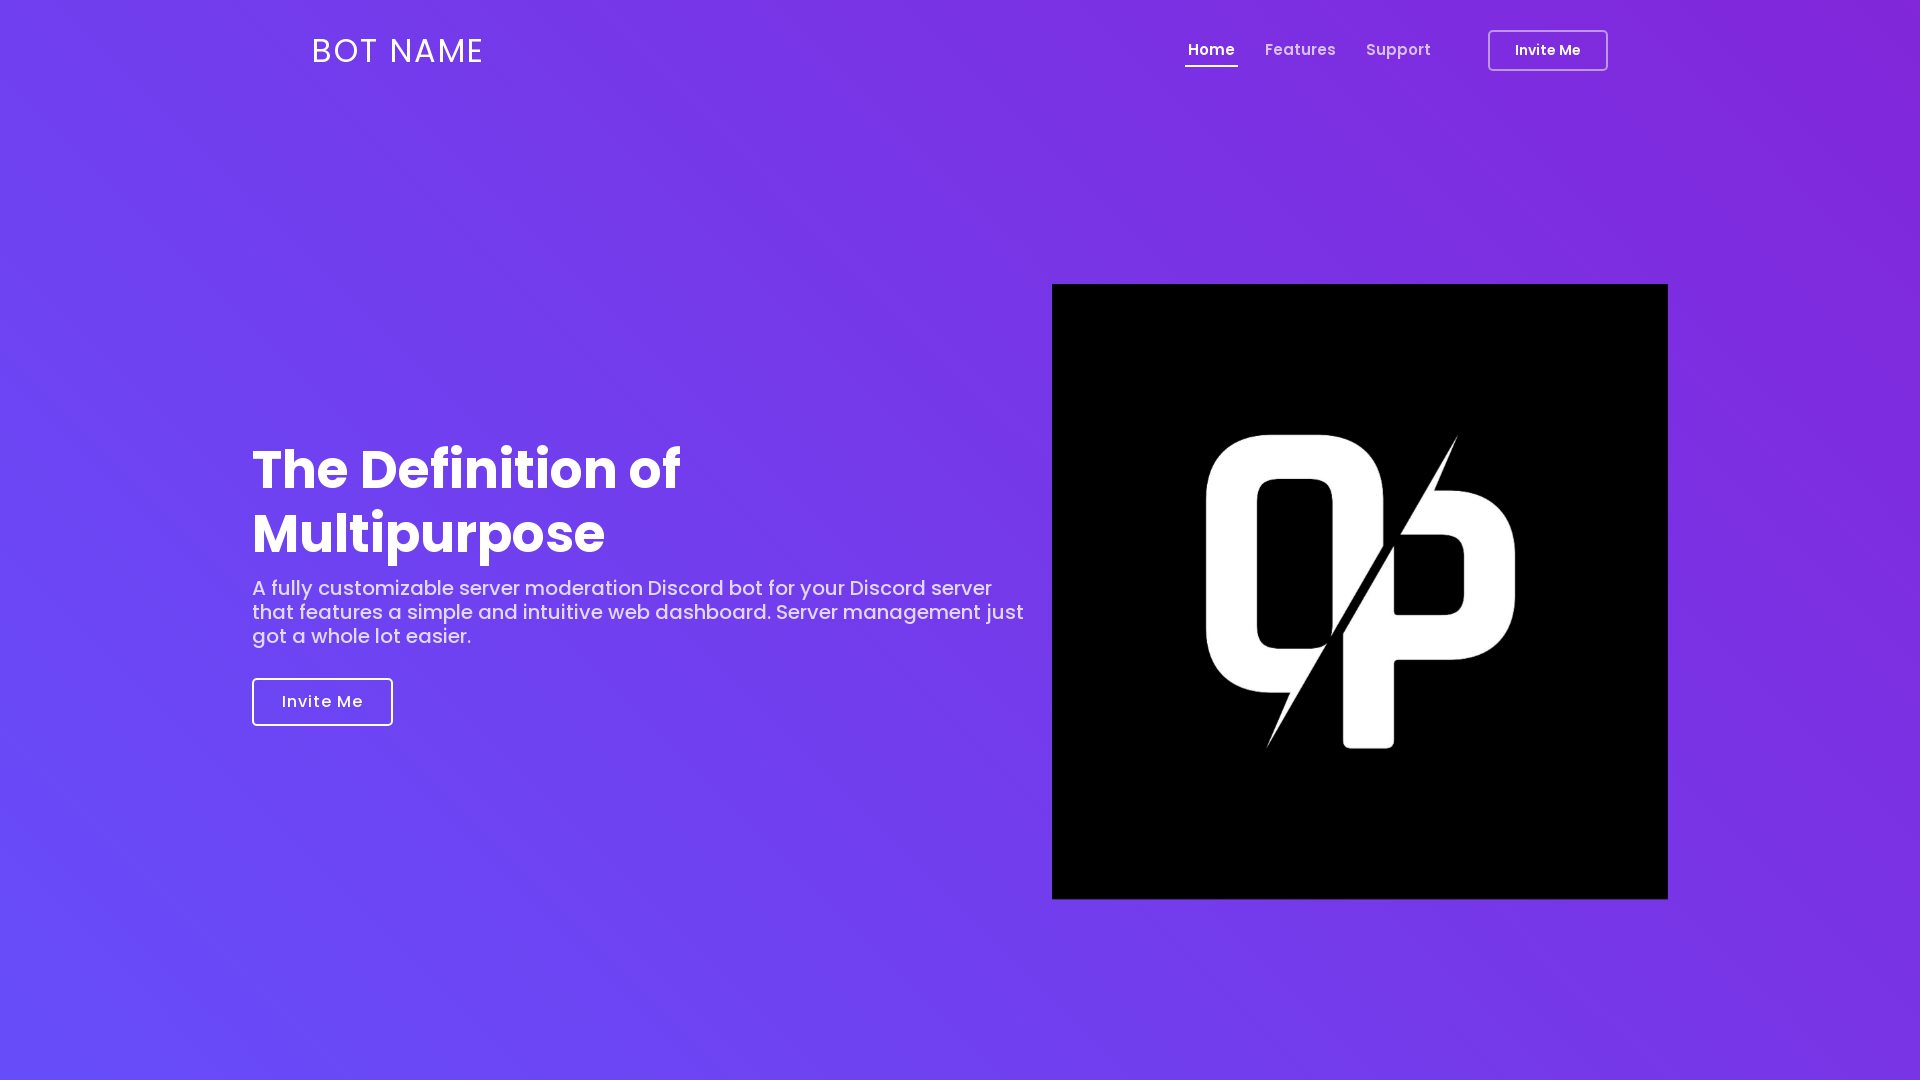 BOT NAME
Home
Features
Support
Invite Me
The Definition of
Multipurpose
A fully customizable server moderation Discord bot for your Discord server
that features a simple and intuitive web dashboard. Server management just
got a whole lot easier.
Invite Me
OP